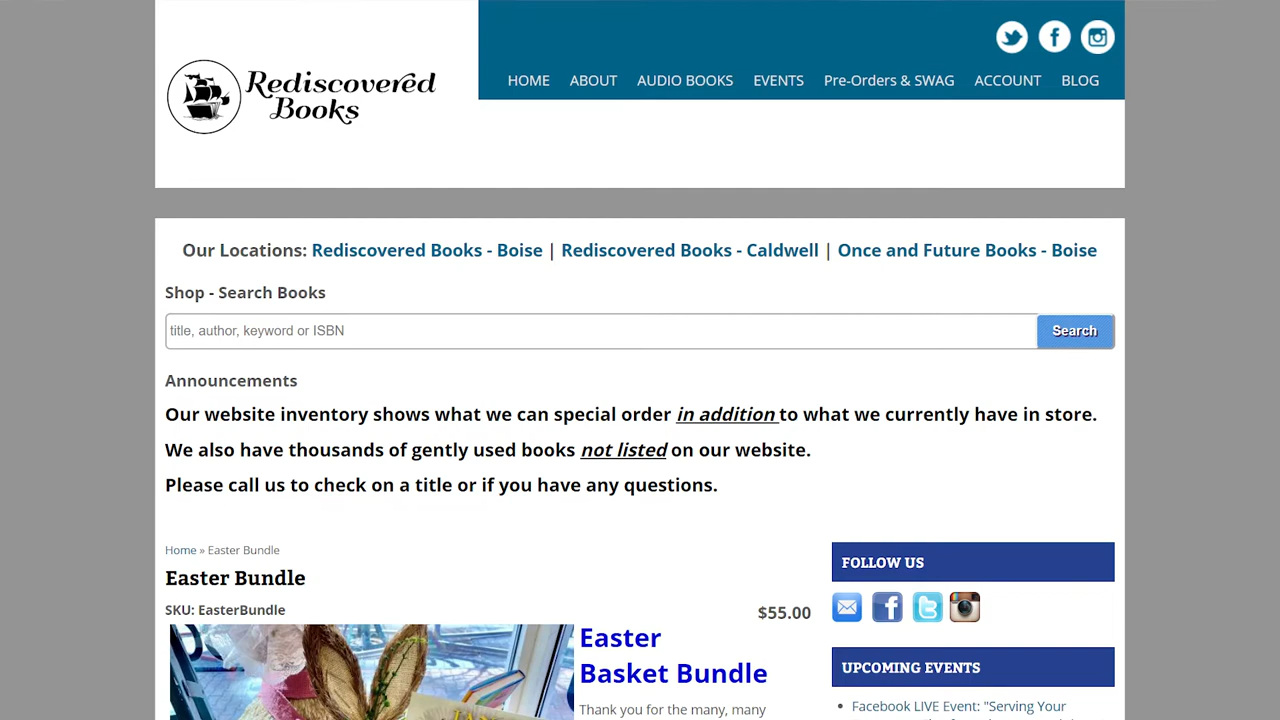 Rediscovered
Books
HOME ABOUT AUDIO BOOKS EVENTS Pre-Orders & SWAG ACCOUNT BLOG
Our Locations: Rediscovered Books - Boise | Rediscovered Books - Caldwell | Once and Future Books - Boise
Shop - Search Books
title, author, keyword or ISBN
Search
Announcements
Our website inventory shows what we can special order in addition to what we currently have in store.
We also have thousands of gently used books not listed on our website.
Please call us to check on a title or if you have any questions.
Home » Easter Bundle
Easter Bundle
SKU: EasterBundle
$55.00
Easter
Basket Bundle
Thank you for the many, many
FOLLOW US
UPCOMING EVENTS
Facebook LIVE Event: "Serving Your